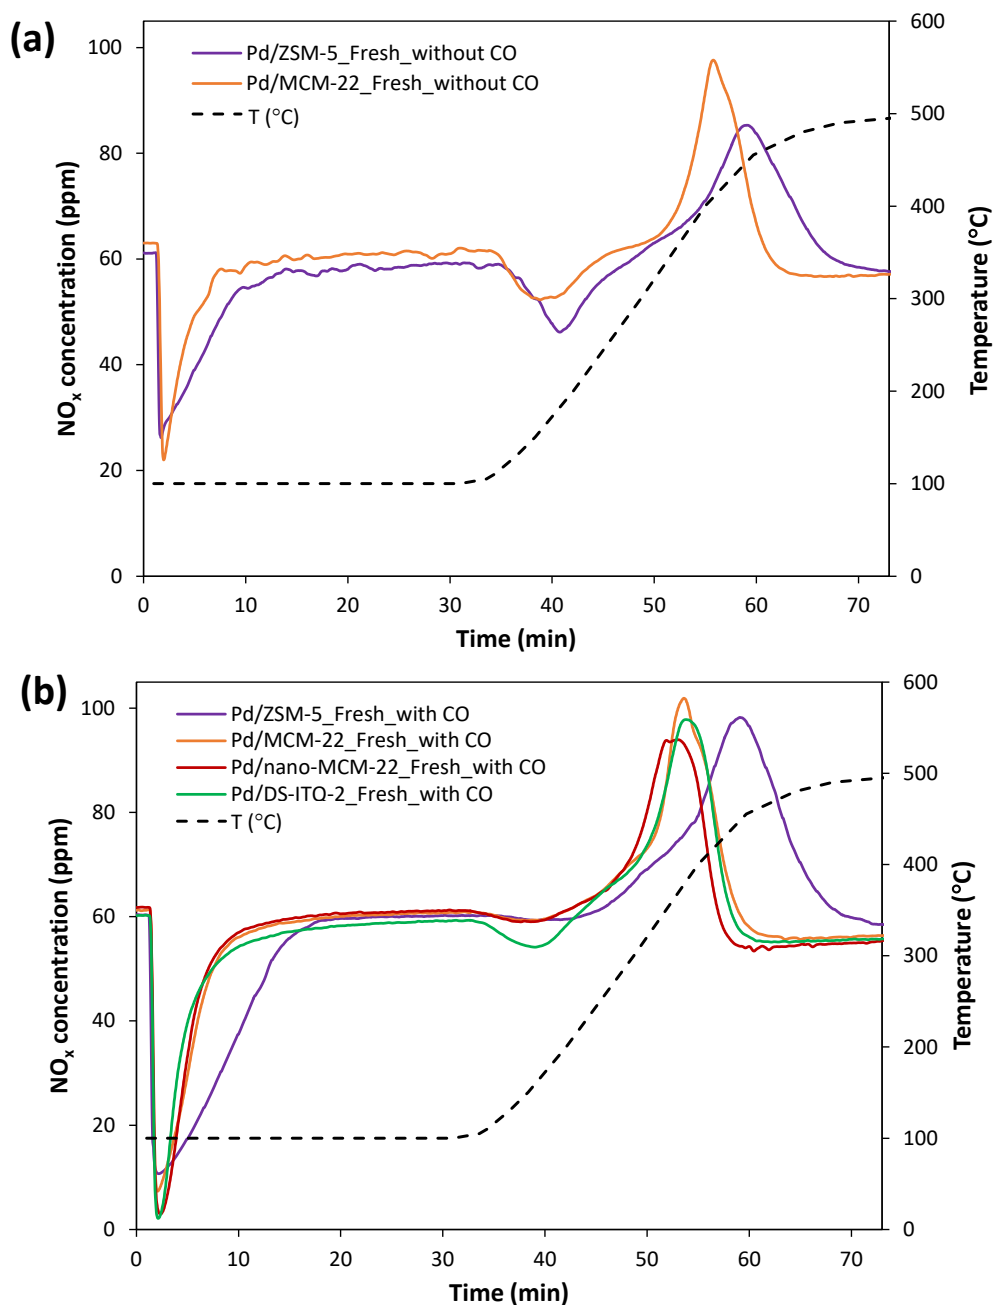 (a)
Pd/ZSM-5_Fresh_without CO
Pd/MCM-22_Fresh_without CO
T (°C)
NOx concentration (ppm)
100
80
60
40
20
0
600
500
400
300
200
100
0
Temperature (°C)
0 10 20 30 40 50 60 70
Time (min)
(b)
Pd/ZSM-5_Fresh_with CO
Pd/MCM-22_Fresh_with CO
Pd/nano-MCM-22_Fresh_with CO
Pd/DS-ITQ-2_Fresh_with CO
T (°C)
NOx concentration (ppm)
100
80
60
40
20
0
600
500
400
300
200
100
0
Temperature (°C)
0 10 20 30 40 50 60 70
Time (min)